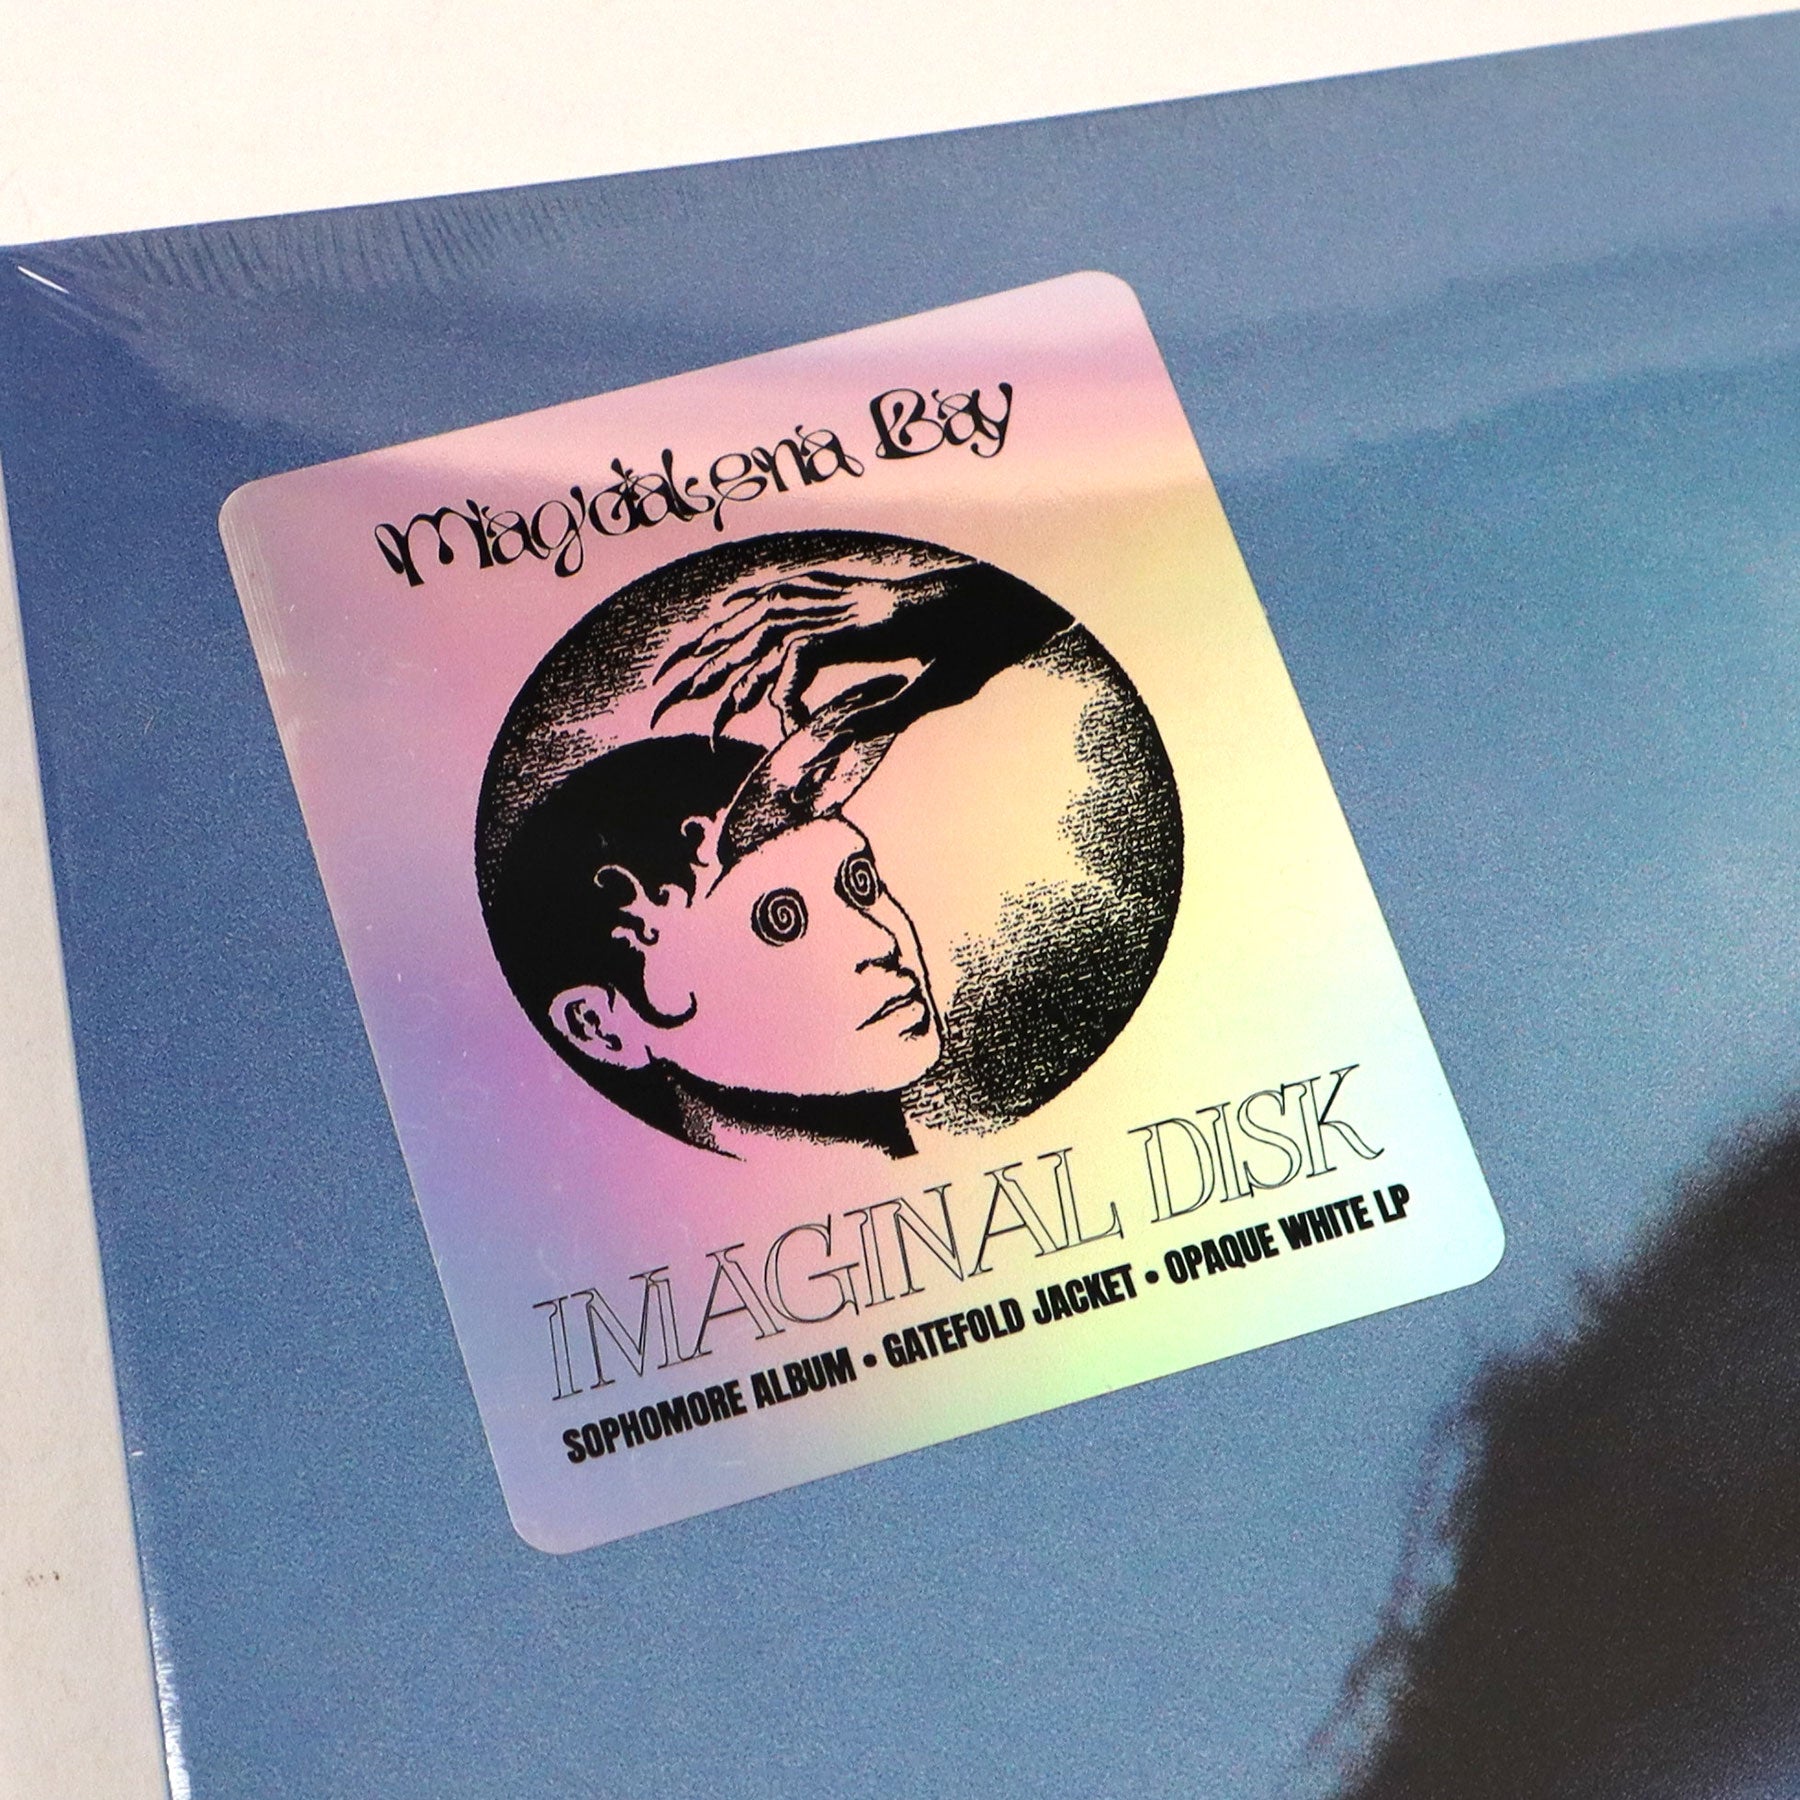 Magdalena Bay
IMAGINAL DISK
SOPHOMORE ALBUM • GATEFOLD JACKET • OPAQUE WHITE LP